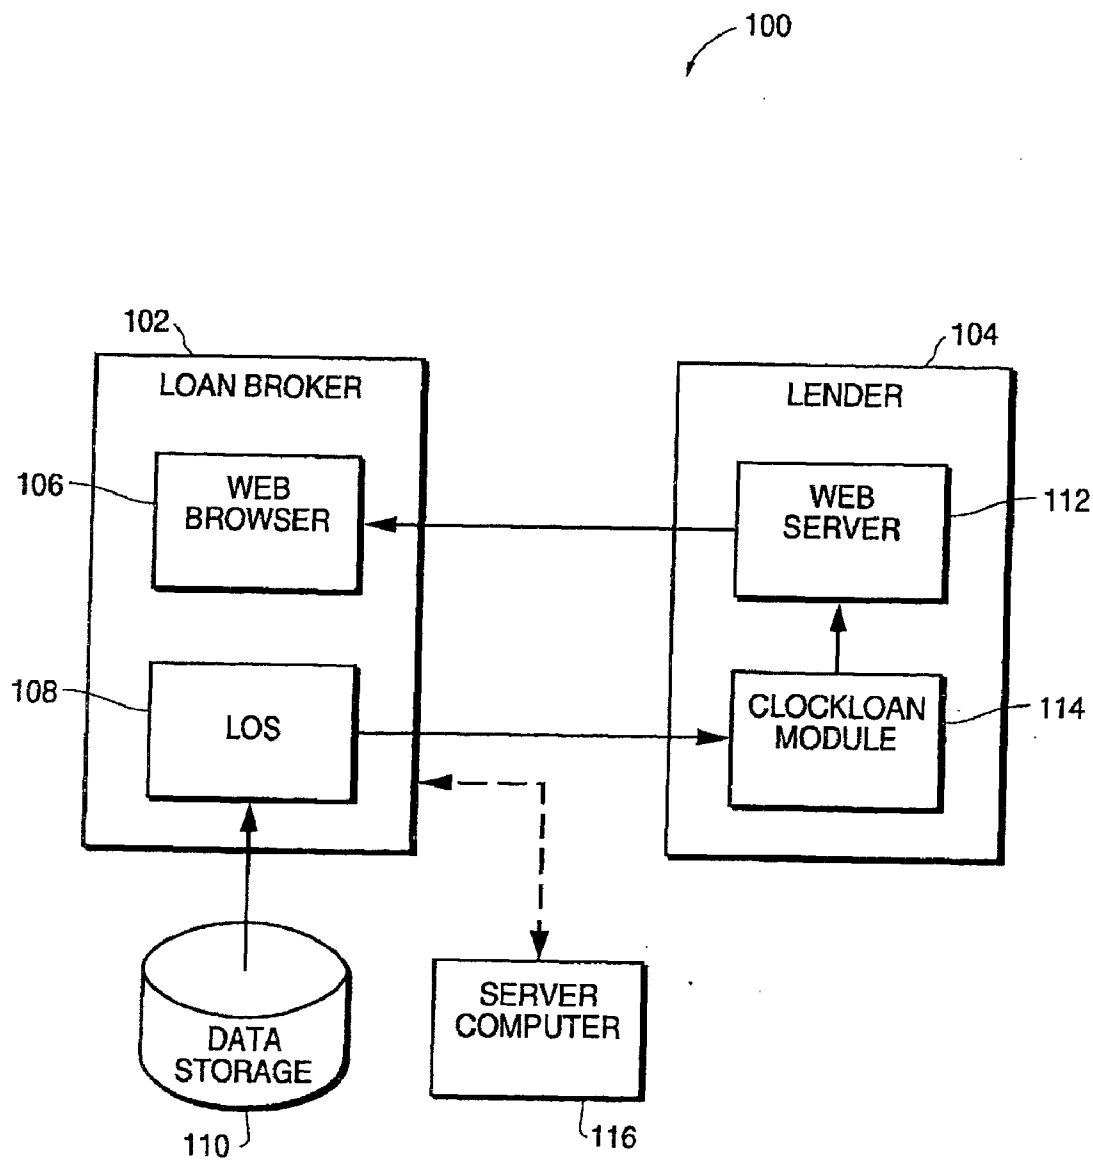 100
102
104
LOAN BROKER
LENDER
106
WEB
BROWSER
WEB
SERVER
112
108
LOS
CLOCKLOAN
MODULE
114
DATA
STORAGE
SERVER
COMPUTER
110
116